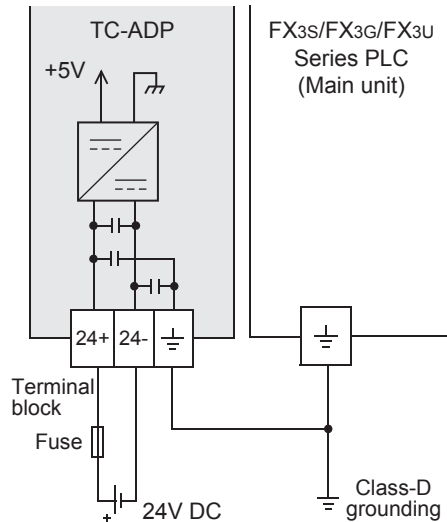 TC-ADP
FX3S/FX3G/FX3U
Series PLC
(Main unit)
+5V
24+
24-
Terminal
block
Fuse
+
24V DC
Class-D
grounding